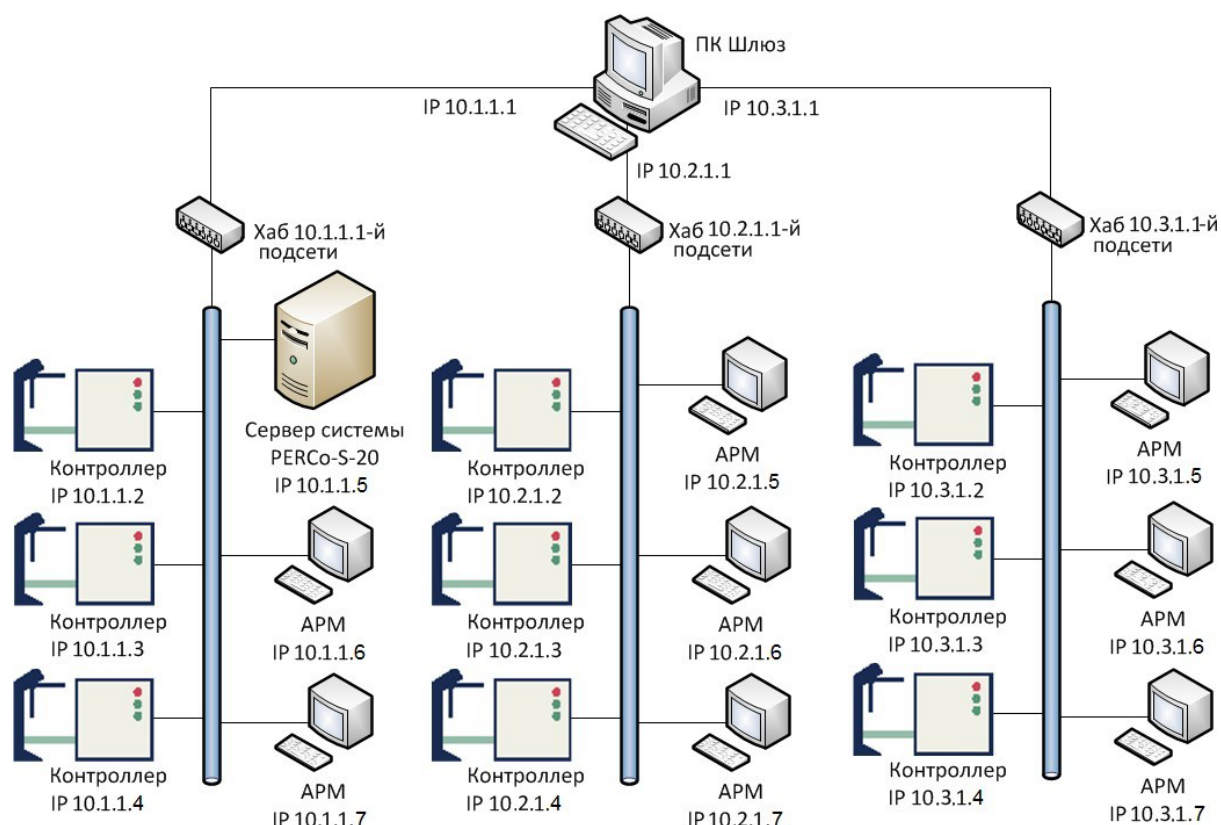 ПК Шлюз
IP 10.1.1.1
IP 10.3.1.1
IP 10.2.1.1
Хаб 10.1.1.1-й
подсети
Хаб 10.2.1.1-й
подсети
Хаб 10.3.1.1-й
подсети
Сервер системы
PERCo-S-20
IP 10.1.1.5
Контроллер
IP 10.1.1.2
Контроллер
IP 10.2.1.2
АРМ
IP 10.2.1.5
Контроллер
IP 10.3.1.2
АРМ
IP 10.3.1.5
Контроллер
IP 10.1.1.3
АРМ
IP 10.1.1.6
Контроллер
IP 10.2.1.3
АРМ
IP 10.2.1.6
Контроллер
IP 10.3.1.3
АРМ
IP 10.3.1.6
Контроллер
IP 10.1.1.4
АРМ
IP 10.1.1.7
Контроллер
IP 10.2.1.4
АРМ
IP 10.2.1.7
Контроллер
IP 10.3.1.4
АРМ
IP 10.3.1.7